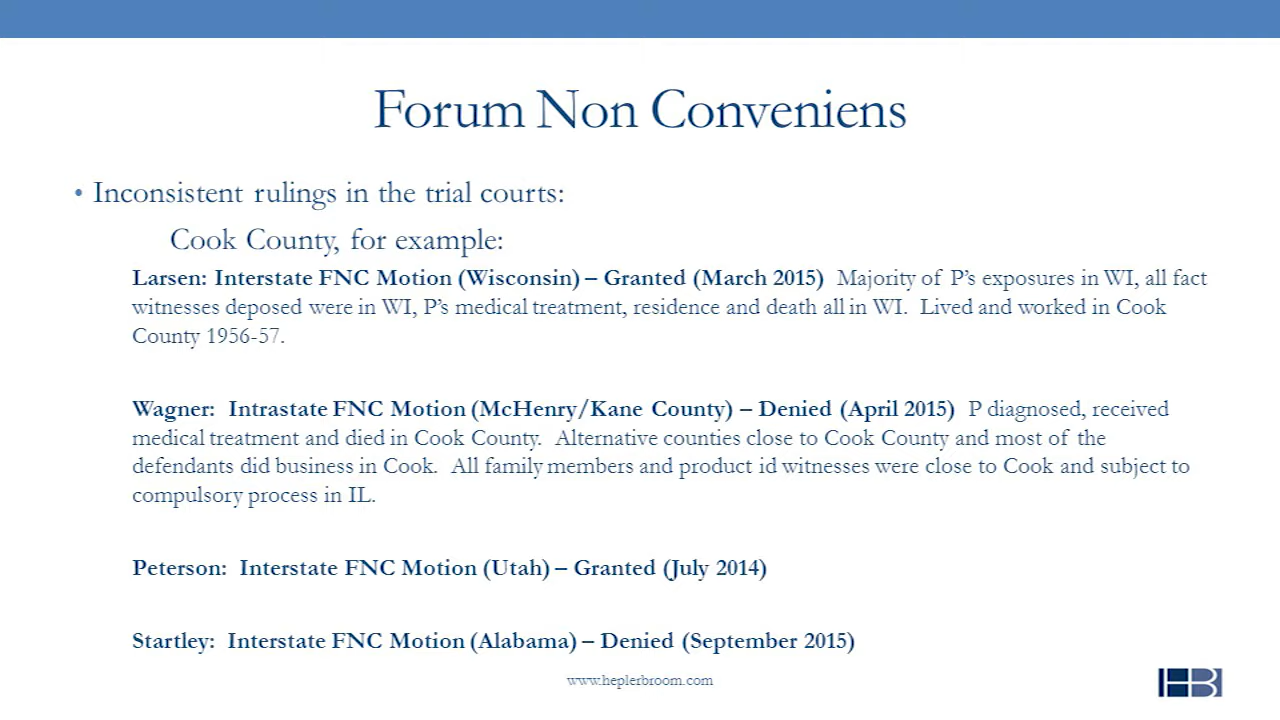 Forum Non Conveniens
• Inconsistent rulings in the trial courts:
Cook County, for example:
Larsen: Interstate FNC Motion (Wisconsin) – Granted (March 2015) Majority of P's exposures in WI, all fact
witnesses deposed were in WI, P's medical treatment, residence and death all in WI. Lived and worked in Cook
County 1956-57.
Wagner: Intrastate FNC Motion (McHenry/Kane County) – Denied (April 2015) P diagnosed, received
medical treatment and died in Cook County. Alternative counties close to Cook County and most of the
defendants did business in Cook. All family members and product id witnesses were close to Cook and subject to
compulsory process in IL.
Peterson: Interstate FNC Motion (Utah) – Granted (July 2014)
Startley: Interstate FNC Motion (Alabama) – Denied (September 2015)
www.heplerbroom.com
HB